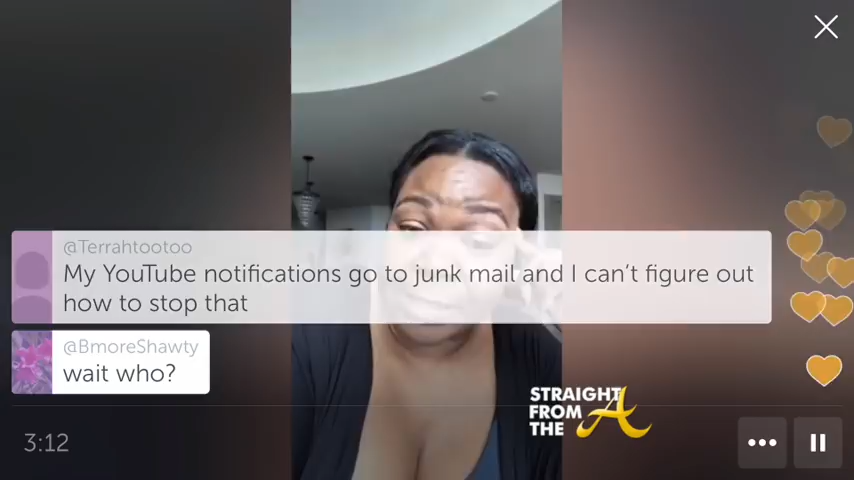 @Terrahtootoo
My YouTube notifications go to junk mail and I can't figure out
how to stop that
@BmoreShawty
wait who?
STRAIGHT
FROM
THE A
3:12